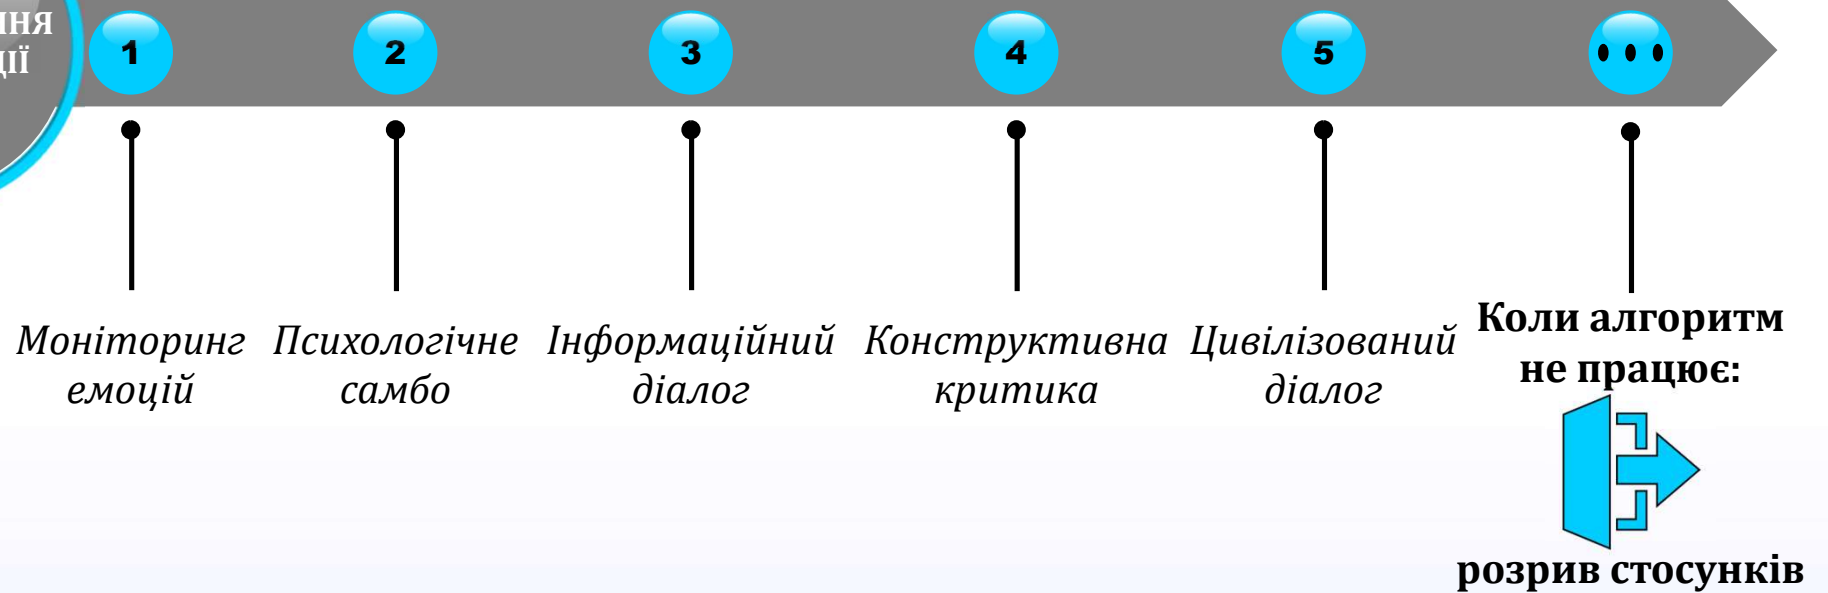 1
2
3
4
5
Моніторинг
емоцій
Психологічне
самбо
Інформаційний
діалог
Конструктивна
критика
Цивілізований
діалог
Коли алгоритм
не працює:
розрив стосунків